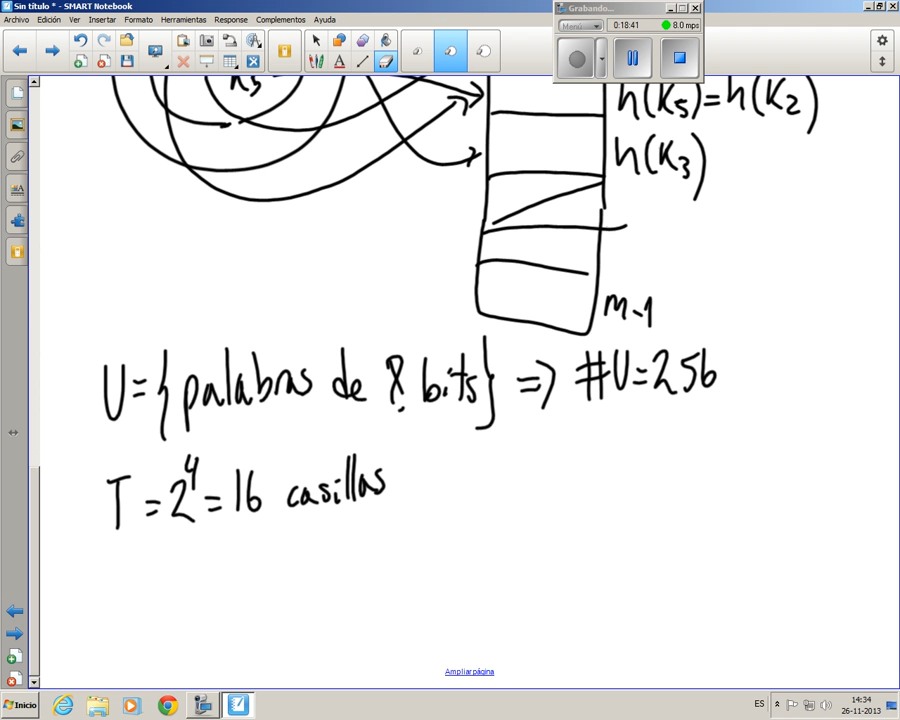 Sin título * - SMART Notebook
Grabando...
Archivo Edición Ver Insertar Formato Herramientas Response Complementos Ayuda
Menú 0:18:41 8.0 mps
K5
h(K5)=h(K2)
h(K3)
m-1
U={palabras de 8 bits} => #U=256
T = 2^4 = 16 casillas
Ampliar página
Inicio
ES
14:34
26-11-2013